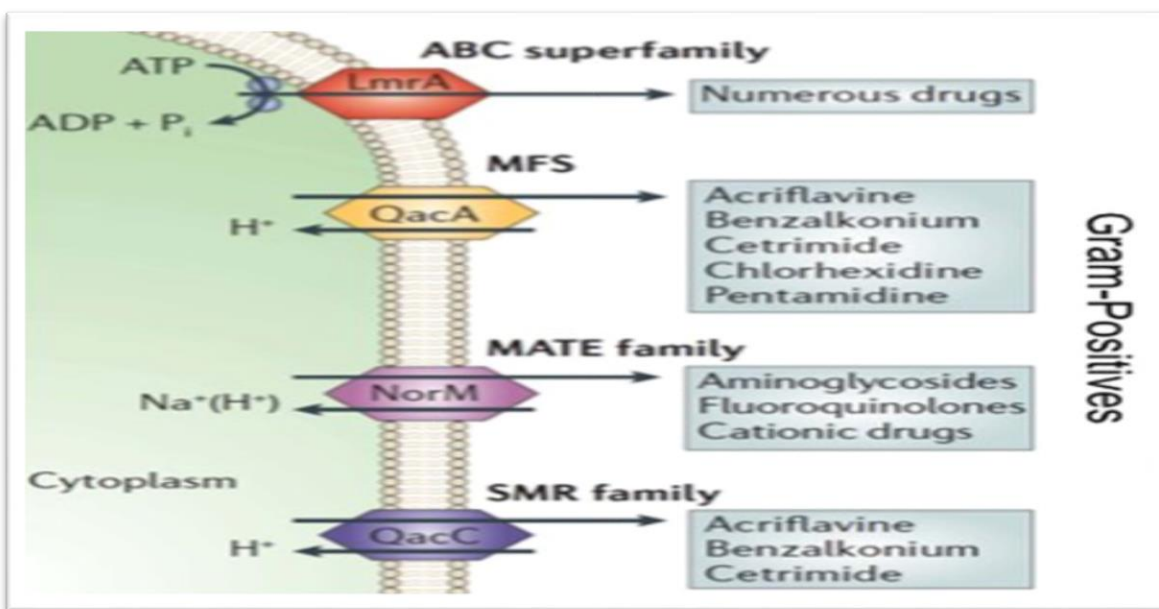 ABC superfamily
ATP
LmrA
Numerous drugs
ADP + Pᵢ
MFS
QacA
H⁺
Acriflavine
Benzalkonium
Cetrimide
Chlorhexidine
Pentamidine
MATE family
NorM
Na⁺(H⁺)
Aminoglycosides
Fluoroquinolones
Cationic drugs
Cytoplasm
SMR family
QacC
H⁺
Acriflavine
Benzalkonium
Cetrimide
Gram-Positives